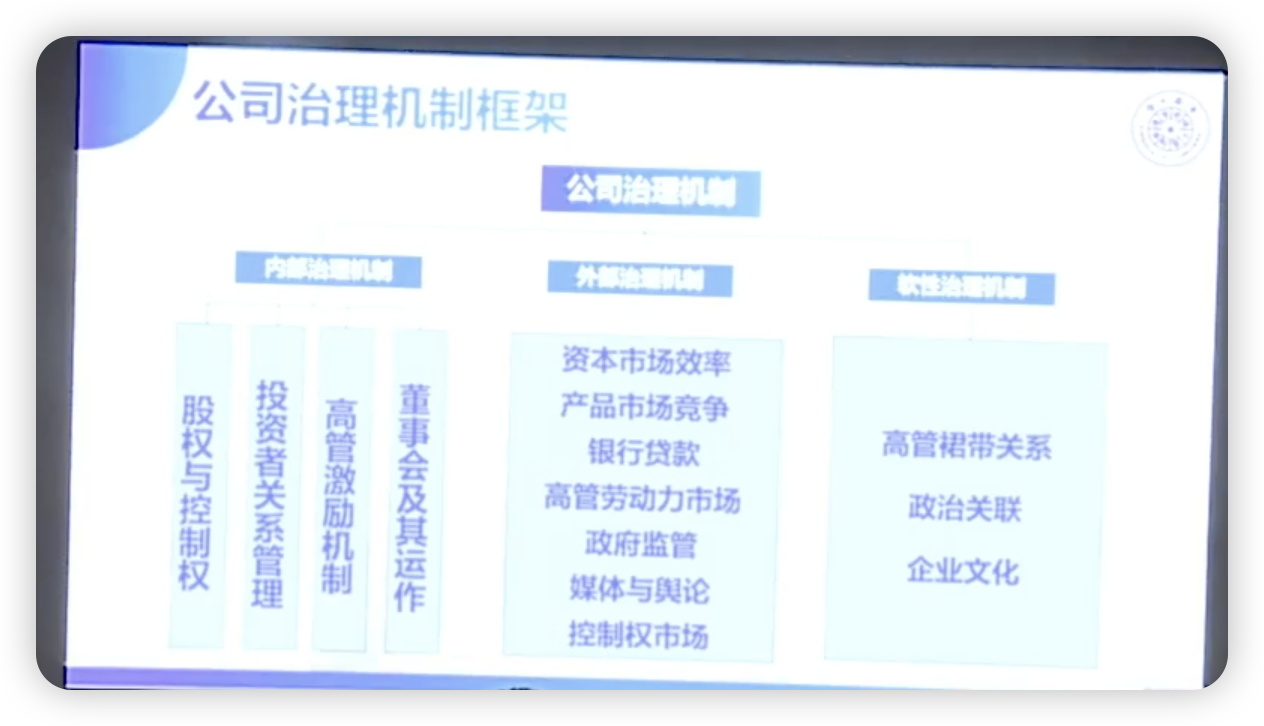 公司治理机制框架
公司治理机制
内部治理机制
外部治理机制
软性治理机制
股权与控制权
投资者关系管理
高管激励机制
董事会及其运作
资本市场效率
产品市场竞争
银行贷款
高管劳动力市场
政府监管
媒体与舆论
控制权市场
高管裙带关系
政治关联
企业文化